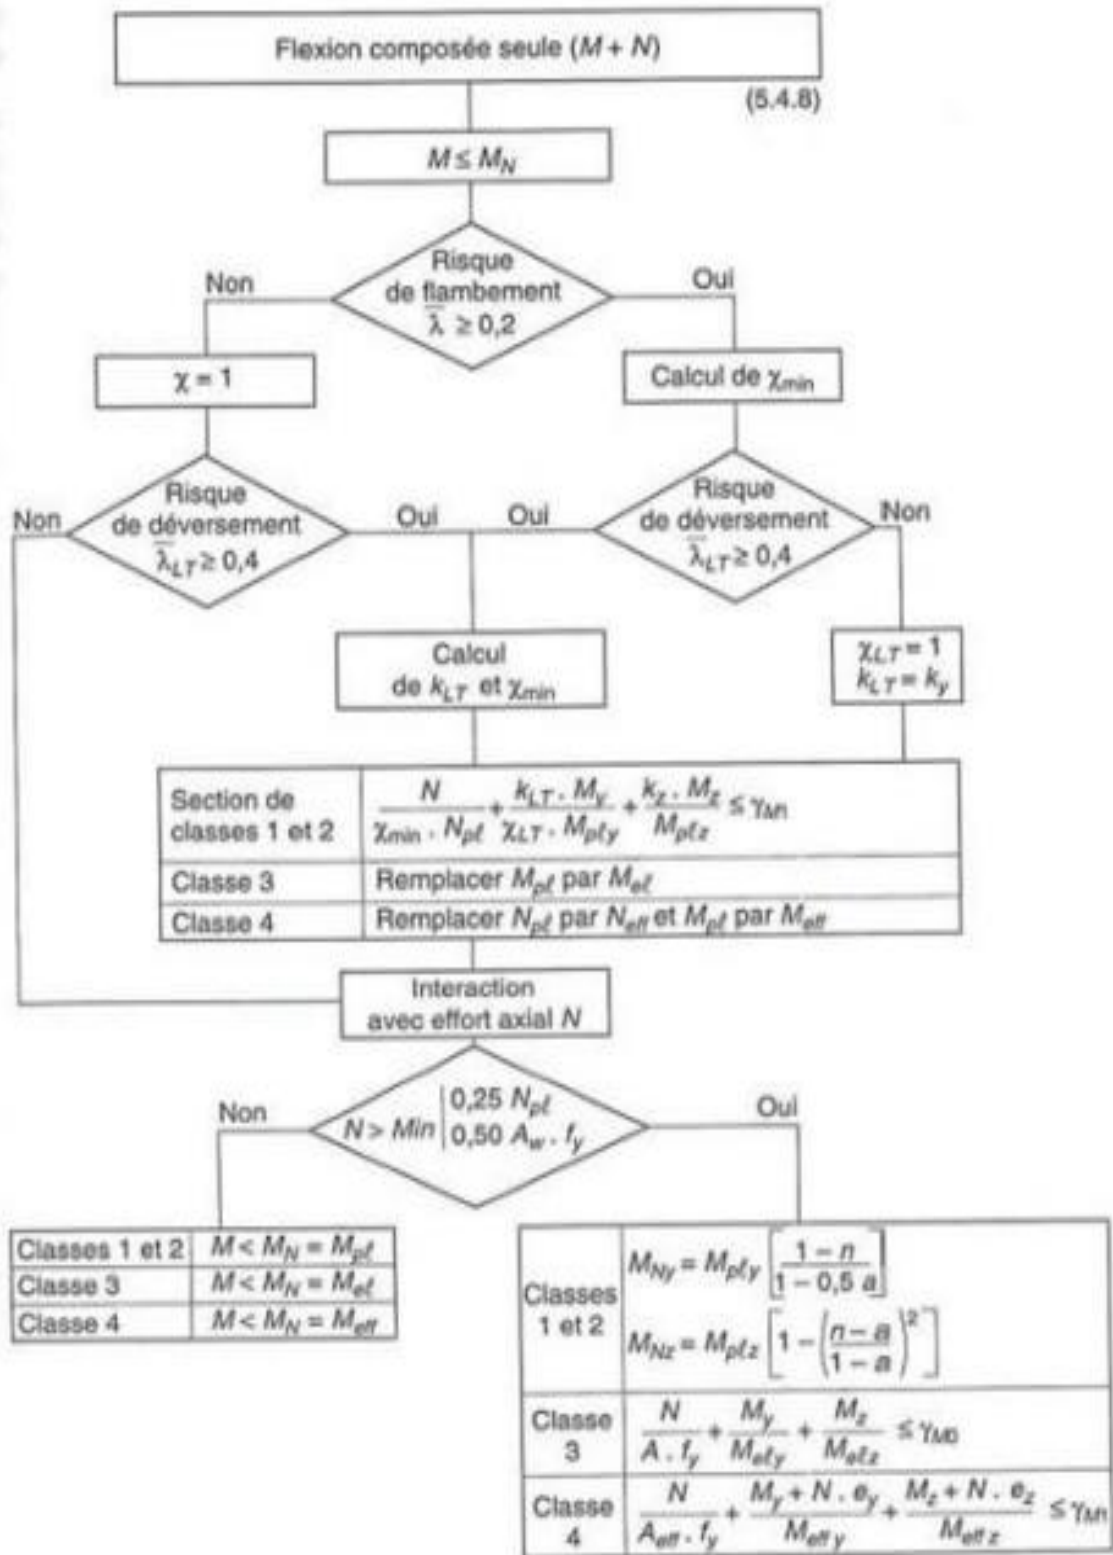 Flexion composée seule (M + N)
(5.4.8)
M ≤ M_N
Risque
de flambement
λ̅ ≥ 0,2
Non
Oui
χ = 1
Calcul de χ_min
Risque
de déversement
λ̅_LT ≥ 0,4
Non
Oui
Risque
de déversement
λ̅_LT ≥ 0,4
Oui
Non
Calcul
de k_LT et χ_min
χ_LT = 1
k_LT = k_y
Section de
classes 1 et 2
N / (χ_min . N_pℓ) + (k_LT . M_y) / (χ_LT . M_pℓy) + (k_z . M_z) / M_pℓz ≤ γ_M1
Classe 3
Remplacer M_pℓ par M_eℓ
Classe 4
Remplacer N_pℓ par N_eff et M_pℓ par M_eff
Interaction
avec effort axial N
N > Min | 0,25 N_pℓ
0,50 A_w . f_y
Non
Oui
Classes 1 et 2 M < M_N = M_pℓ
Classe 3 M < M_N = M_eℓ
Classe 4 M < M_N = M_eff
Classes
1 et 2
M_Ny = M_pℓy [(1 – n) / (1 – 0,5 a)]
M_Nz = M_pℓz [1 – ((n – a) / (1 – a))²]
Classe
3
N / (A . f_y) + M_y / M_eℓy + M_z / M_eℓz ≤ γ_M0
Classe
4
N / (A_eff . f_y) + (M_y + N . e_y) / M_eff y + (M_z + N . e_z) / M_eff z ≤ γ_M1